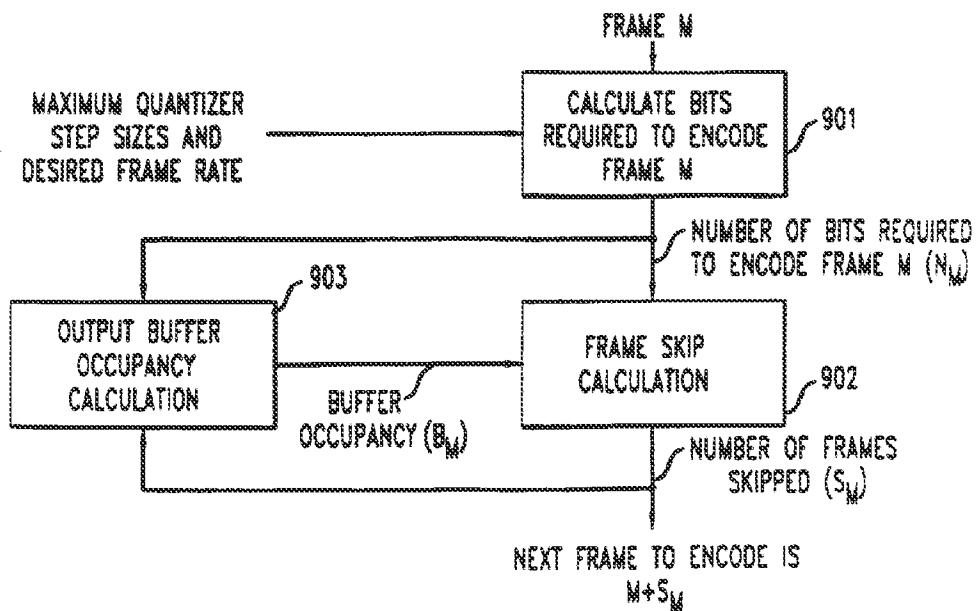 FRAME M
MAXIMUM QUANTIZER
STEP SIZES AND
DESIRED FRAME RATE
CALCULATE BITS
REQUIRED TO ENCODE
FRAME M
901
NUMBER OF BITS REQUIRED
TO ENCODE FRAME M (N_M)
903
OUTPUT BUFFER
OCCUPANCY
CALCULATION
BUFFER
OCCUPANCY (B_M)
FRAME SKIP
CALCULATION
902
NUMBER OF FRAMES
SKIPPED (S_M)
NEXT FRAME TO ENCODE IS
M+S_M